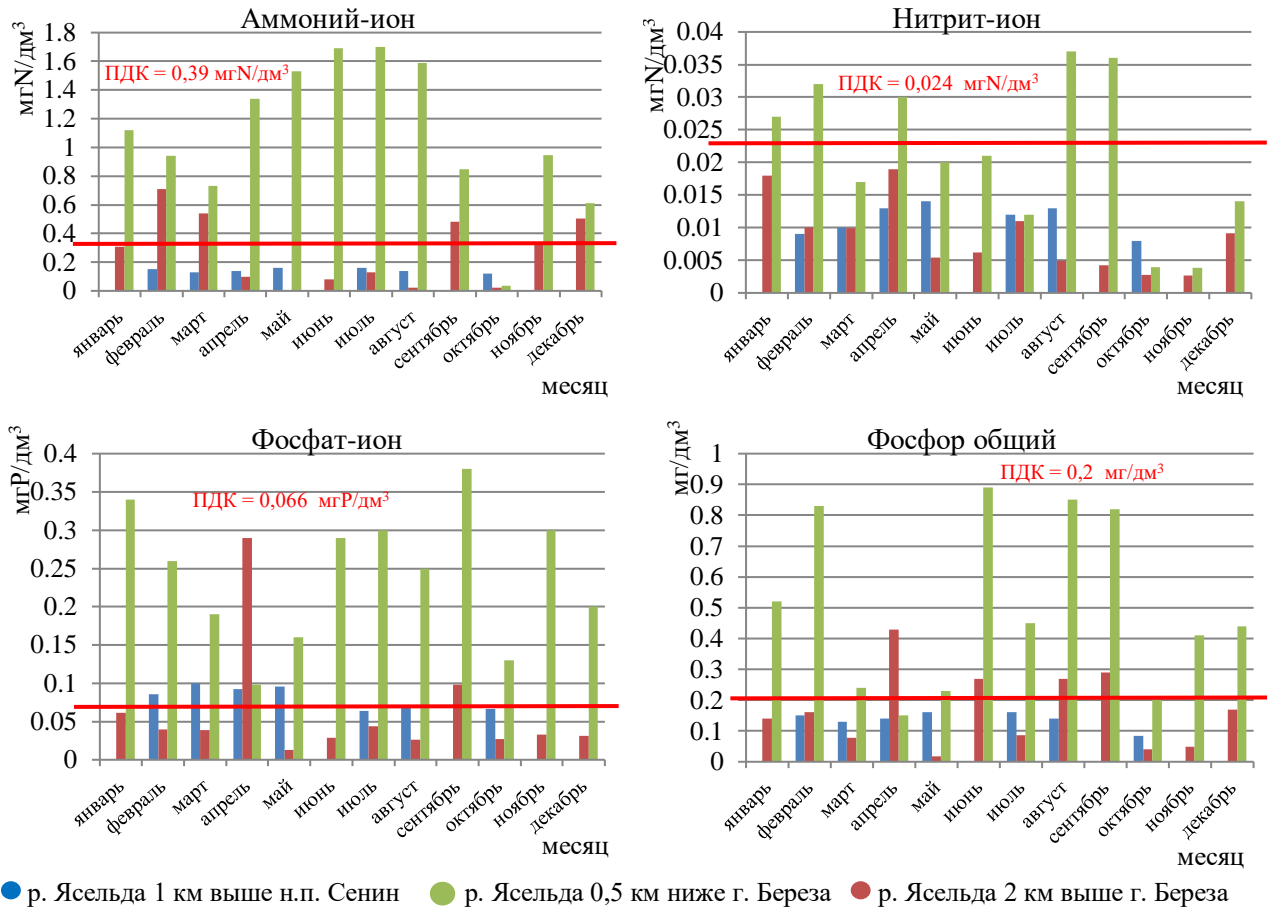 Аммоний-ион
мгN/дм³
ПДК = 0,39 мгN/дм³
1.8
1.6
1.4
1.2
1
0.8
0.6
0.4
0.2
0
январь
февраль
март
апрель
май
июнь
июль
август
сентябрь
октябрь
ноябрь
декабрь
месяц
Нитрит-ион
мгN/дм³
ПДК = 0,024 мгN/дм³
0.04
0.035
0.03
0.025
0.02
0.015
0.01
0.005
0
январь
февраль
март
апрель
май
июнь
июль
август
сентябрь
октябрь
ноябрь
декабрь
месяц
Фосфат-ион
мгP/дм³
ПДК = 0,066 мгP/дм³
0.4
0.35
0.3
0.25
0.2
0.15
0.1
0.05
0
январь
февраль
март
апрель
май
июнь
июль
август
сентябрь
октябрь
ноябрь
декабрь
месяц
Фосфор общий
мг/дм³
ПДК = 0,2 мг/дм³
1
0.9
0.8
0.7
0.6
0.5
0.4
0.3
0.2
0.1
0
январь
февраль
март
апрель
май
июнь
июль
август
сентябрь
октябрь
ноябрь
декабрь
месяц
р. Ясельда 1 км выше н.п. Сенин
р. Ясельда 0,5 км ниже г. Береза
р. Ясельда 2 км выше г. Береза